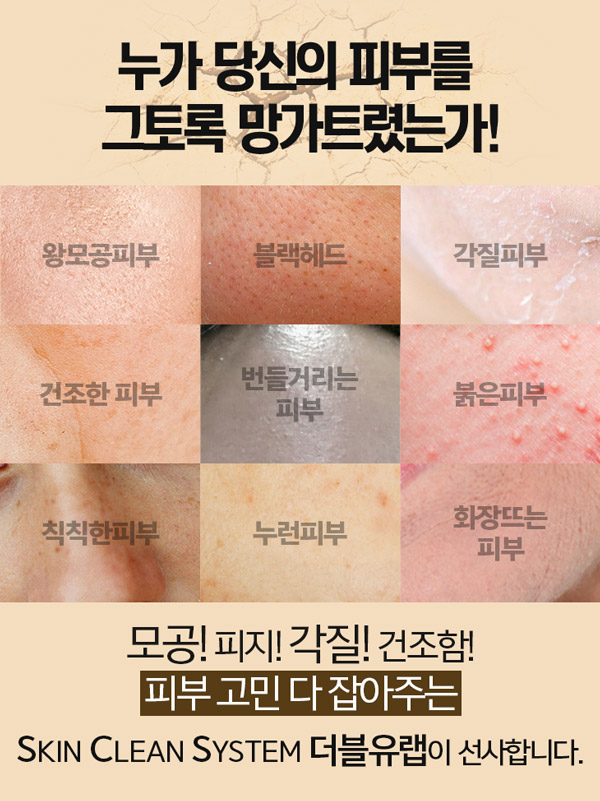 누가 당신의 피부를
그토록 망가트렸는가!
왕모공피부
블랙헤드
각질피부
건조한 피부
번들거리는
피부
붉은피부
칙칙한피부
누런피부
화장뜨는
피부
모공! 피지! 각질! 건조함!
피부 고민 다 잡아주는
SKIN CLEAN SYSTEM 더블유랩이 선사합니다.